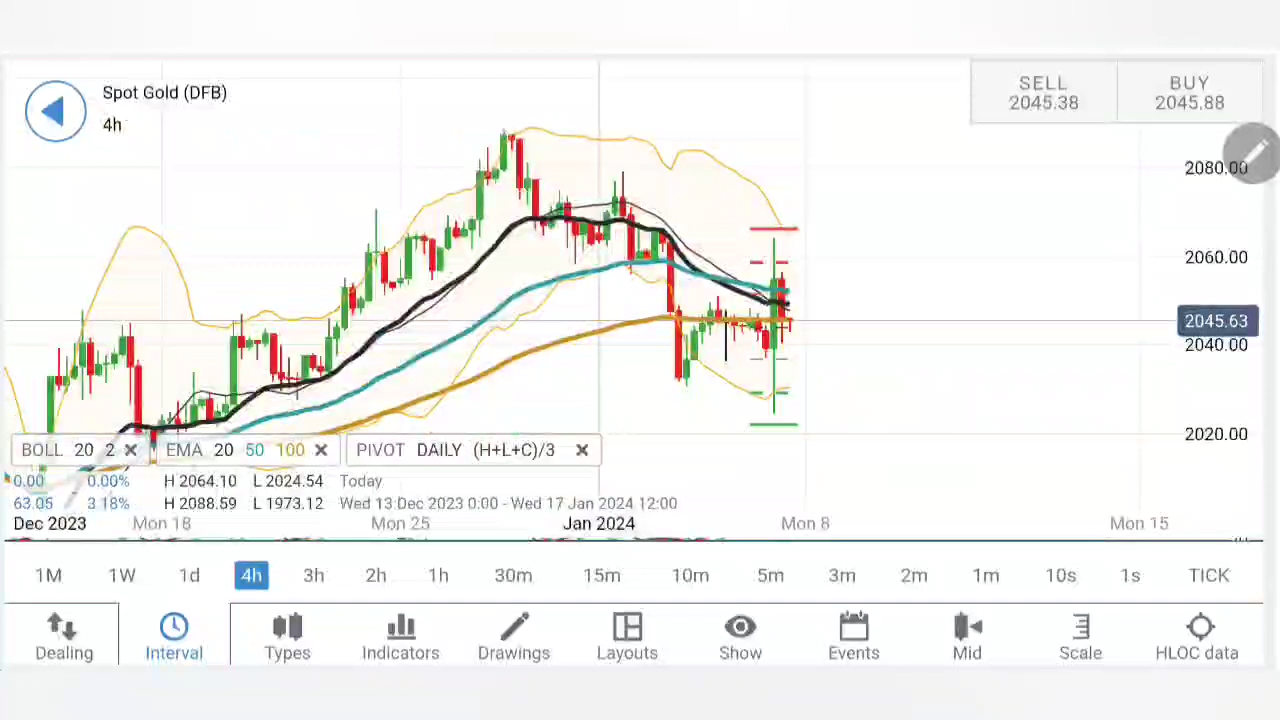 Spot Gold (DFB)
4h
SELL
2045.38
BUY
2045.88
2080.00
2060.00
2045.63
2040.00
2020.00
BOLL 20 2 EMA 20 50 100 PIVOT DAILY (H+L+C)/3
0.00 0.00% H 2064.10 L 2024.54 Today
63.05 3.18% H 2088.59 L 1973.12 Wed 13 Dec 2023 0:00 - Wed 17 Jan 2024 12:00
Dec 2023 Mon 18 Mon 25 Jan 2024 Mon 8 Mon 15
1M 1W 1d 4h 3h 2h 1h 30m 15m 10m 5m 3m 2m 1m 10s 1s TICK
Dealing Interval Types Indicators Drawings Layouts Show Events Mid Scale HLOC data